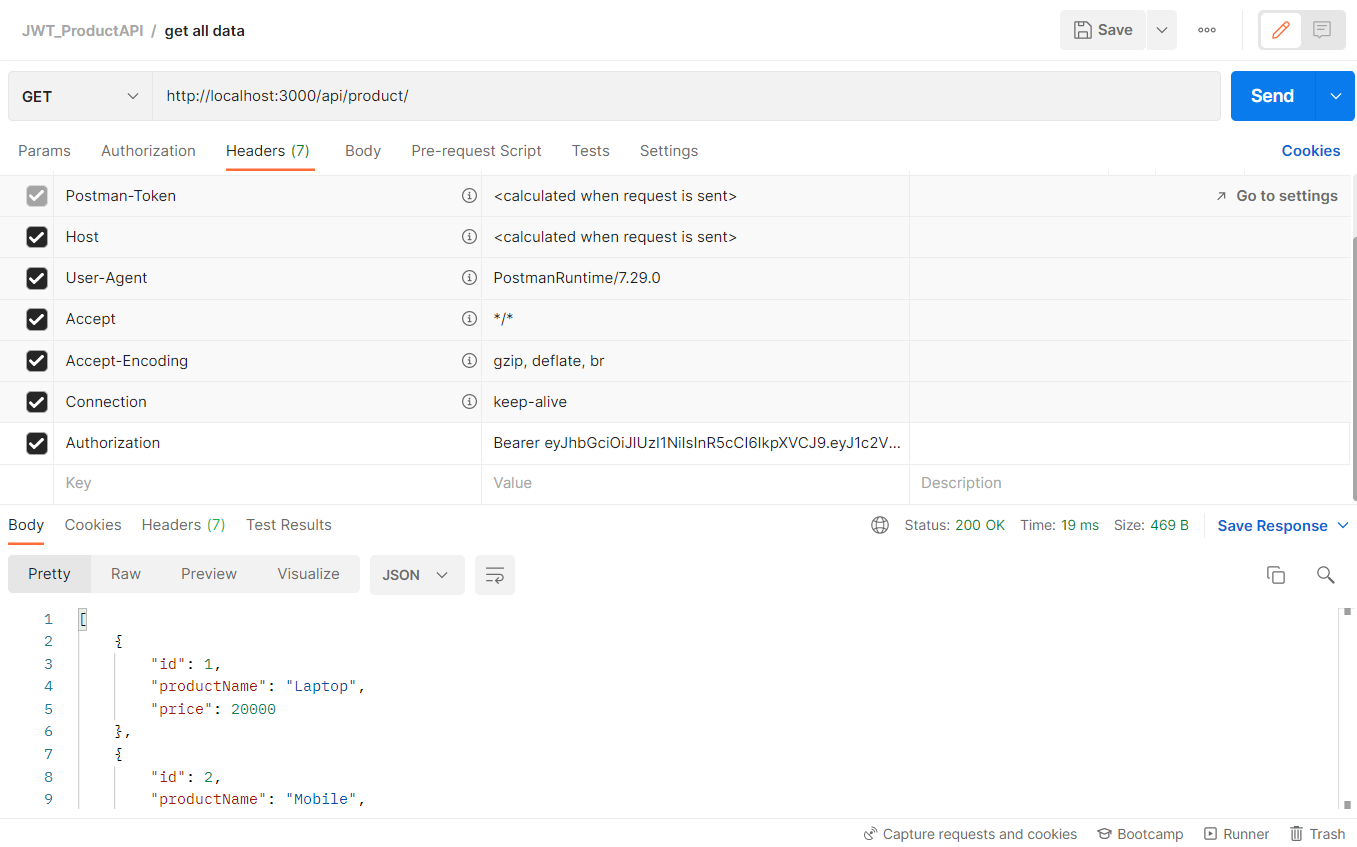 JWT_ProductAPI / get all data
Save
GET http://localhost:3000/api/product/ Send
Params Authorization Headers (7) Body Pre-request Script Tests Settings Cookies
Postman-Token <calculated when request is sent> Go to settings
Host <calculated when request is sent>
User-Agent PostmanRuntime/7.29.0
Accept */*
Accept-Encoding gzip, deflate, br
Connection keep-alive
Authorization Bearer eyJhbGciOiJIUzI1NiIsInR5cCI6IkpXVCJ9.eyJ1c2V...
Key Value Description
Body Cookies Headers (7) Test Results Status: 200 OK Time: 19 ms Size: 469 B Save Response
Pretty Raw Preview Visualize JSON
1 [
2 {
3 "id": 1,
4 "productName": "Laptop",
5 "price": 20000
6 },
7 {
8 "id": 2,
9 "productName": "Mobile",
Capture requests and cookies Bootcamp Runner Trash